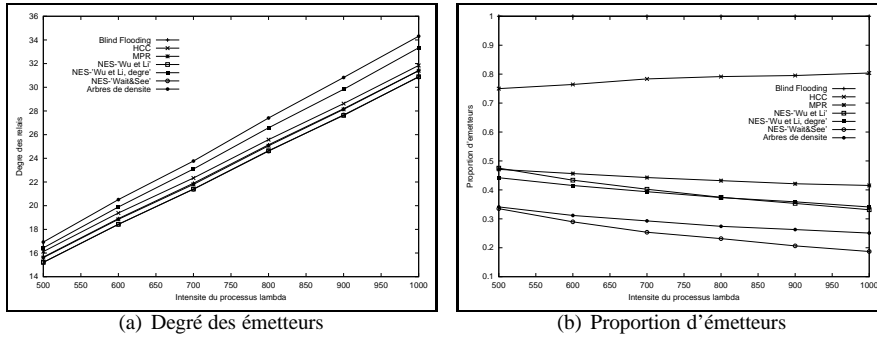 36
34
32
30
28
26
24
22
20
18
16
14
Degre des relais
Blind Flooding
HCC
MPR
NES-'Wu et Li'
NES-'Wu et Li, degre'
NES-'Wait&See'
Arbres de densite
500 550 600 650 700 750 800 850 900 950 1000
Intensite du processus lambda
(a) Degré des émetteurs
1
0.9
0.8
0.7
0.6
0.5
0.4
0.3
0.2
0.1
Proportion d'emetteurs
Blind Flooding
HCC
MPR
NES-'Wu et Li'
NES-'Wu et Li, degre'
NES-'Wait&See'
Arbres de densite
500 550 600 650 700 750 800 850 900 950 1000
Intensite du processus lambda
(b) Proportion d'émetteurs